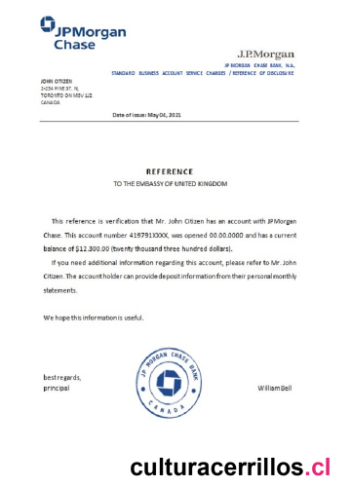 JPMorgan
Chase
J.P.Morgan
JP MORGAN CHASE BANK, N.A.,
STANDARD BUSINESS ACCOUNT SERVICE CHARGES / REFERENCE OF DISCLOSURE
JOHN CITIZEN
TORONTO ON M5V
CANADA
Date of issue: May 04, 2021
REFERENCE
TO THE EMBASSY OF UNITED KINGDOM
This reference is verification that Mr. John Citizen has an account with JPMorgan
Chase. This account number 419791XXXX, was opened 00.00.0000 and has a current
balance of $12,300.00 (twenty thousand three hundred dollars).
If you need additional information regarding this account, please refer to Mr. John
Citizen. The account holder can provide deposit information from their personal monthly
statements.
We hope this information is useful.
best regards,
principal
JP MORGAN CHASE BANK
CANADA
William Bell
culturacerrillos.cl